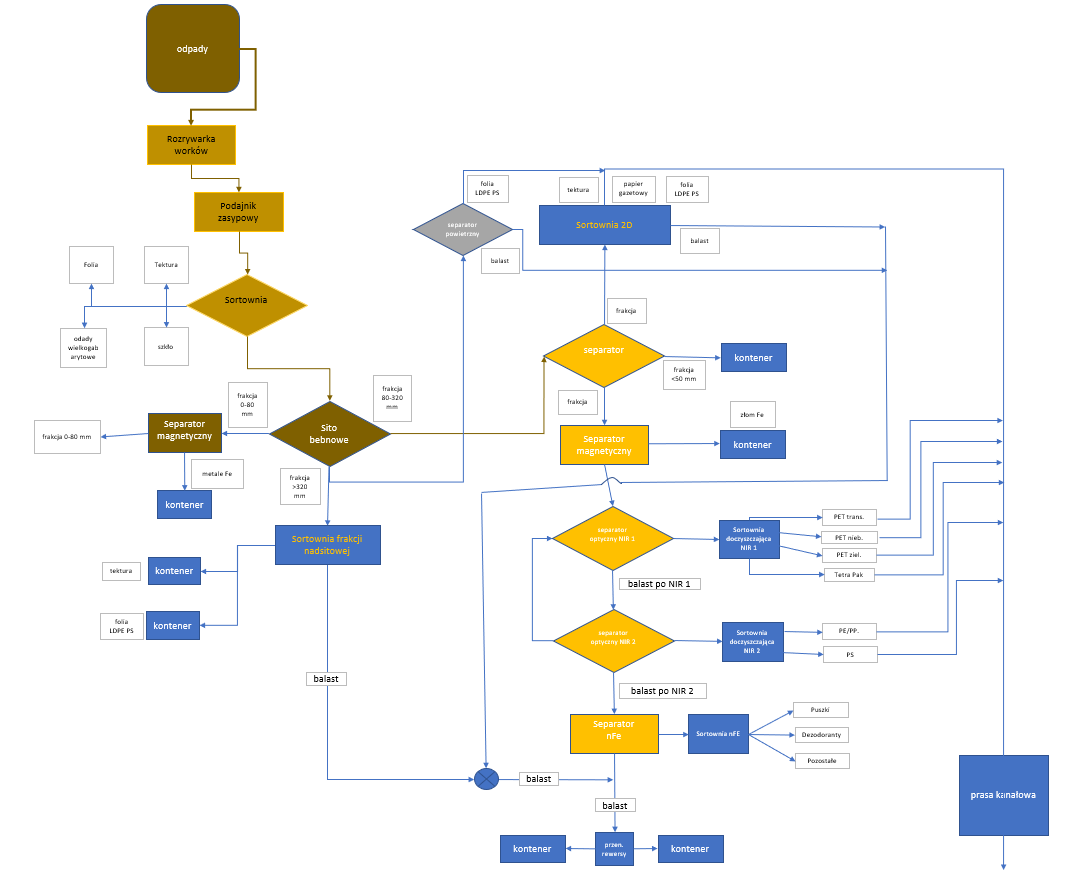 odpady
Rozrywarka
worków
Podajnik
zasypowy
Sortownia
Folia
Tektura
odady
wielkogab
arytowe
szkło
frakcja
0-80
mm
frakcja
80-320
mm
Sito
bebnowe
Separator
magnetyczny
frakcja 0-80 mm
metale Fe
kontener
frakcja
>320
mm
Sortownia frakcji
nadsitowej
tektura
kontener
folia
LDPE PS
kontener
balast
folia
LDPE PS
separator
powietrzny
balast
tektura
papier
gazetowy
folia
LDPE PS
Sortownia 2D
balast
frakcja
separator
frakcja
<50 mm
kontener
frakcja
złom Fe
Separator
magnetyczny
kontener
separator
optyczny NIR 1
Sortownia
doczyszczająca
NIR 1
PET trans.
PET nieb.
PET ziel.
Tetra Pak
balast po NIR 1
separator
optyczny NIR 2
Sortownia
doczyszczająca
NIR 2
PE/PP.
PS
balast po NIR 2
Separator
nFe
Sortownia nFE
Puszki
Dezodoranty
Pozostałe
balast
balast
kontener
przen.
rewersy
kontener
prasa kanałowa